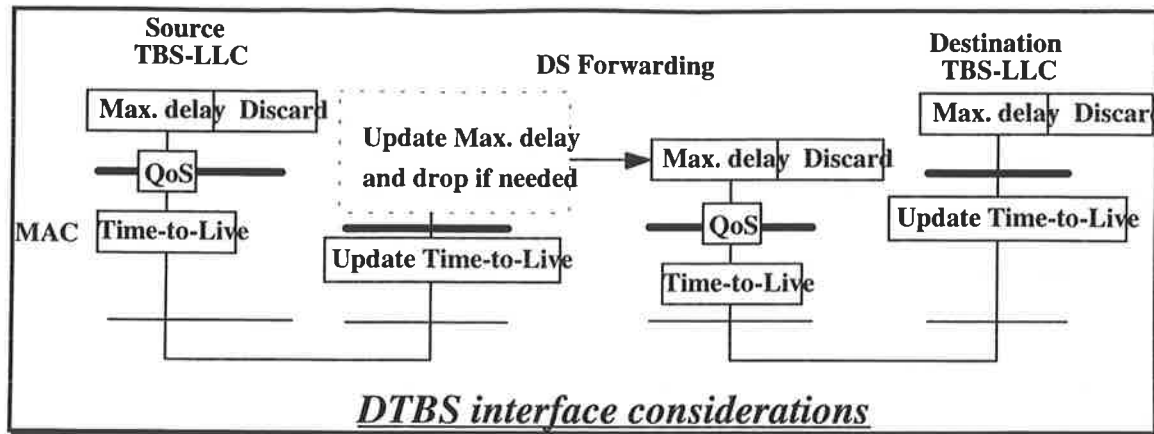 Source
TBS-LLC
DS Forwarding
Destination
TBS-LLC
Max. delay Discard
Update Max. delay
and drop if needed
Max. delay Discard
Max. delay Discard
QoS
QoS
MAC
Time-to-Live
Update Time-to-Live
Time-to-Live
Update Time-to-Live
DTBS interface considerations